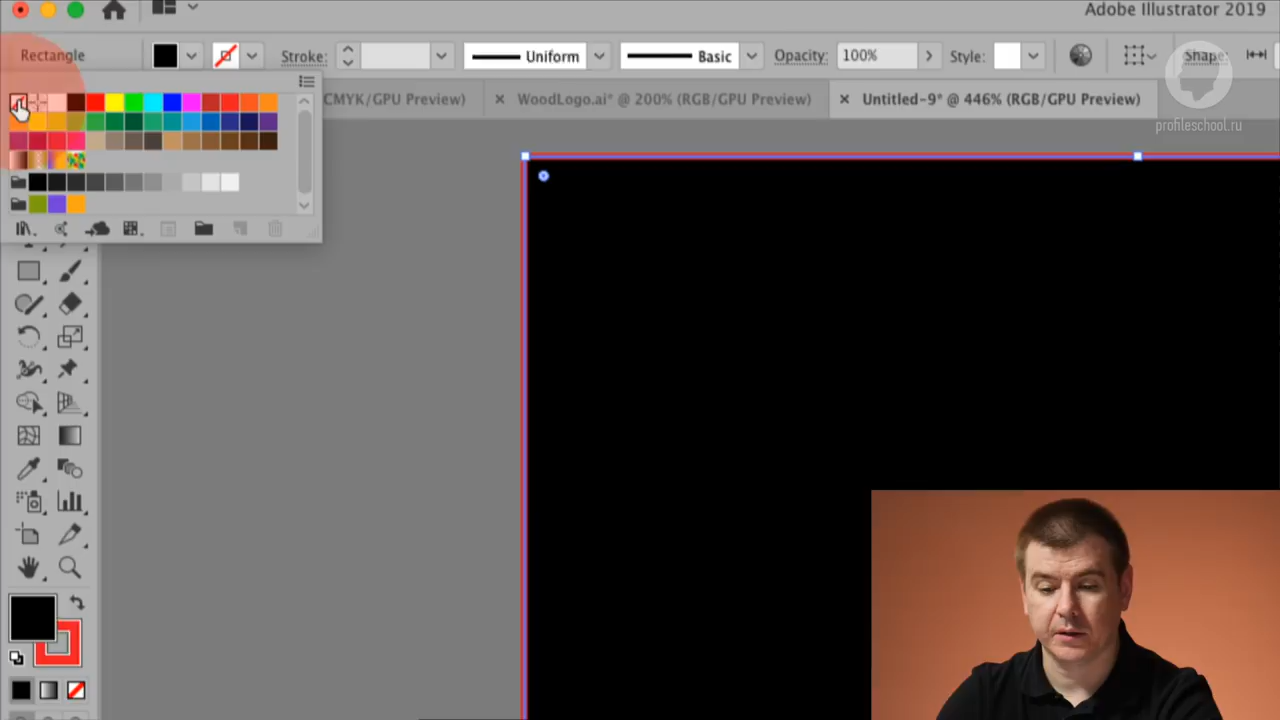 Adobe Illustrator 2019
Rectangle Stroke: Uniform Basic Opacity: 100% Style: Shape:
CMYK/GPU Preview) × WoodLogo.ai* @ 200% (RGB/GPU Preview) × Untitled-9* @ 446% (RGB/GPU Preview)
profileschool.ru